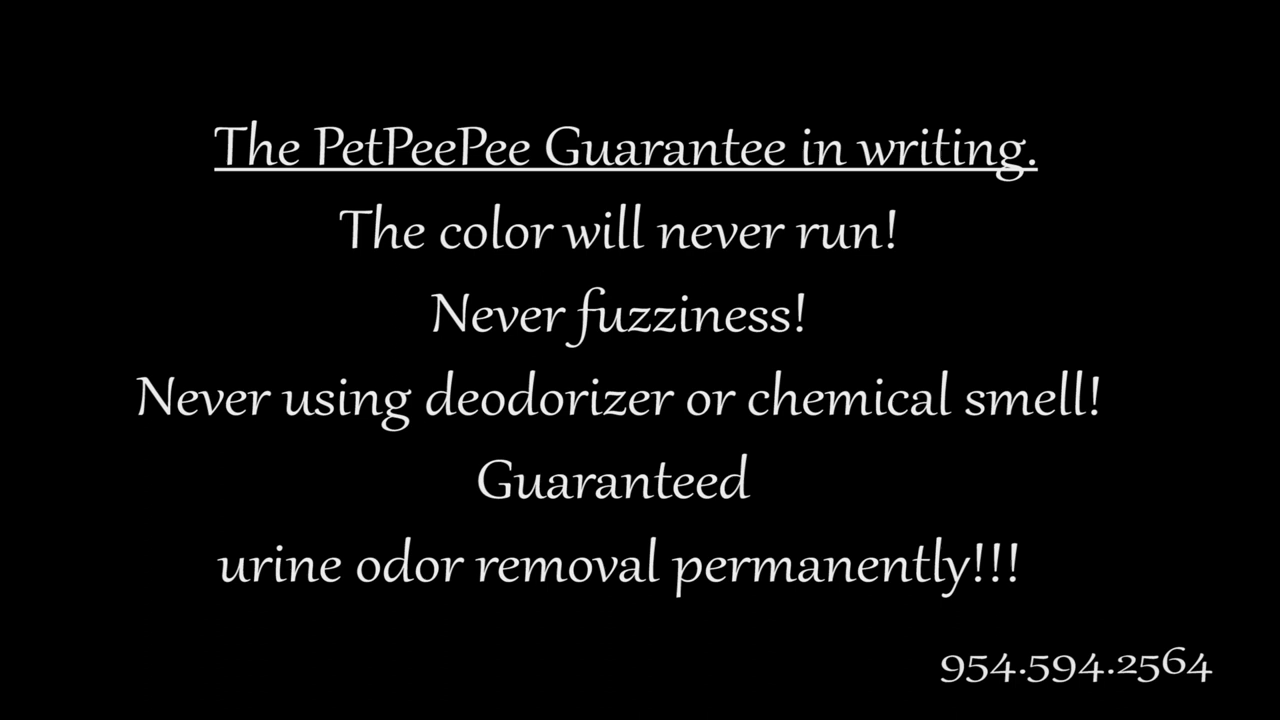 The PetPeePee Guarantee in writing.
The color will never run!
Never fuzziness!
Never using deodorizer or chemical smell!
Guaranteed
urine odor removal permanently!!!
954.594.2564